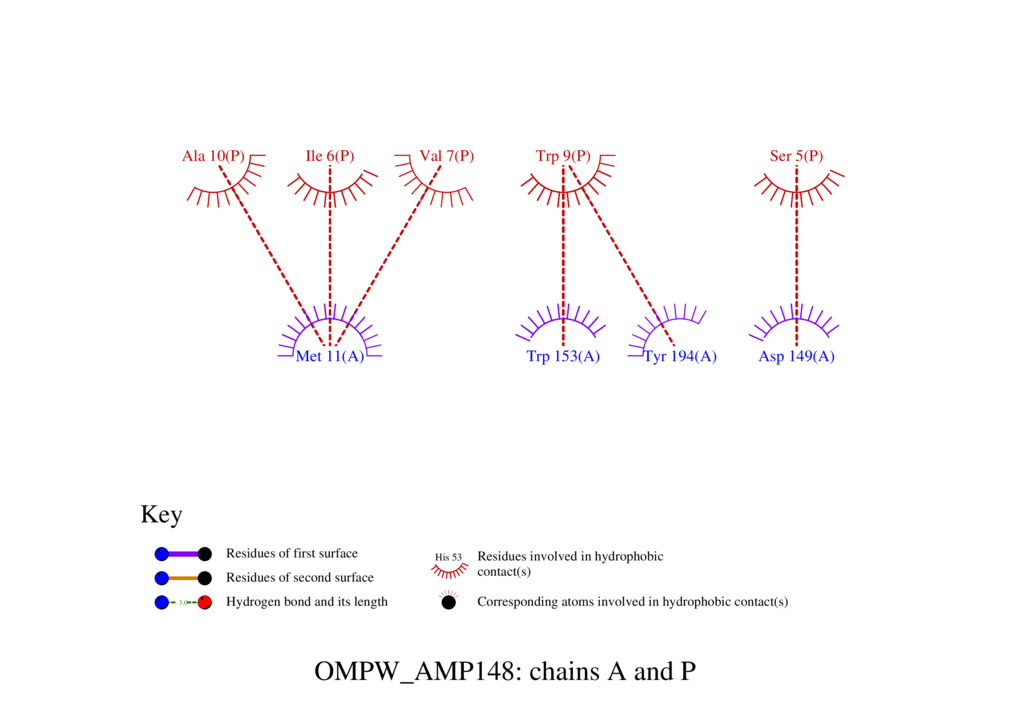 Ala 10(P) Ile 6(P) Val 7(P) Trp 9(P) Ser 5(P)
Met 11(A) Trp 153(A) Tyr 194(A) Asp 149(A)
Key
Residues of first surface
Residues of second surface
3.0
Hydrogen bond and its length
His 53
Residues involved in hydrophobic
contact(s)
Corresponding atoms involved in hydrophobic contact(s)
OMPW_AMP148: chains A and P